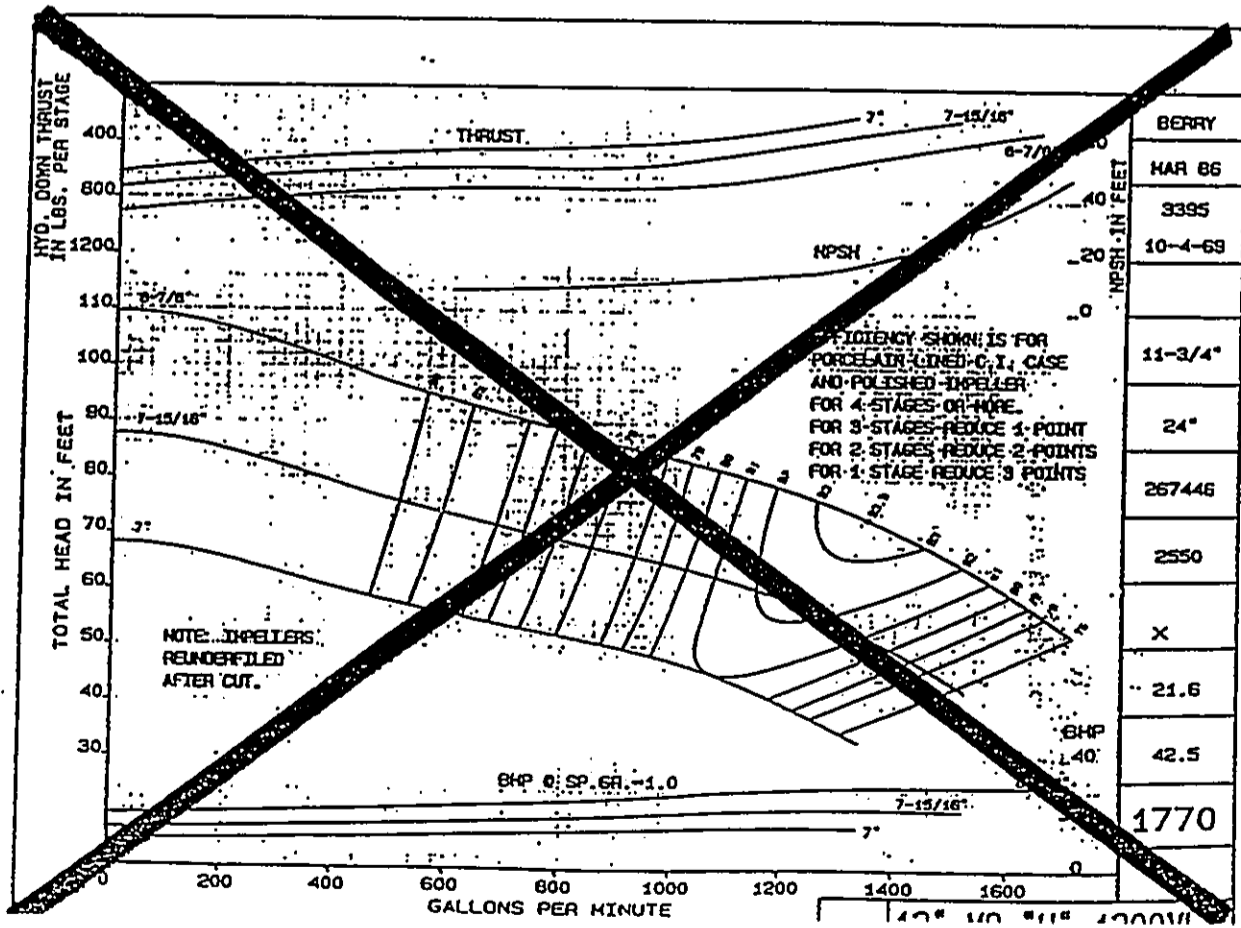 HYD. DOWN THRUST
IN LBS. PER STAGE
400
800
1200
THRUST
7"
7-15/16"
40
20
0
NPSH IN FEET
NPSH
110
100
90
80
70
60
50
40
30
TOTAL HEAD IN FEET
7-15/16"
7"
EFFICIENCY SHOWN IS FOR
PORCELAIN LINED C.I. CASE
AND POLISHED IMPELLER
FOR 4 STAGES OR MORE.
FOR 3 STAGES REDUCE 1 POINT
FOR 2 STAGES REDUCE 2 POINTS
FOR 1 STAGE REDUCE 3 POINTS
NOTE: IMPELLERS
REUNDERFILED
AFTER CUT.
BHP @ SP.GR.-1.0
7-15/16"
7"
BHP
40
0
0
200
400
600
800
1000
1200
1400
1600
GALLONS PER MINUTE
BERRY
MAR 86
3395
10-4-69
11-3/4"
24"
267446
2550
X
21.6
42.5
1770